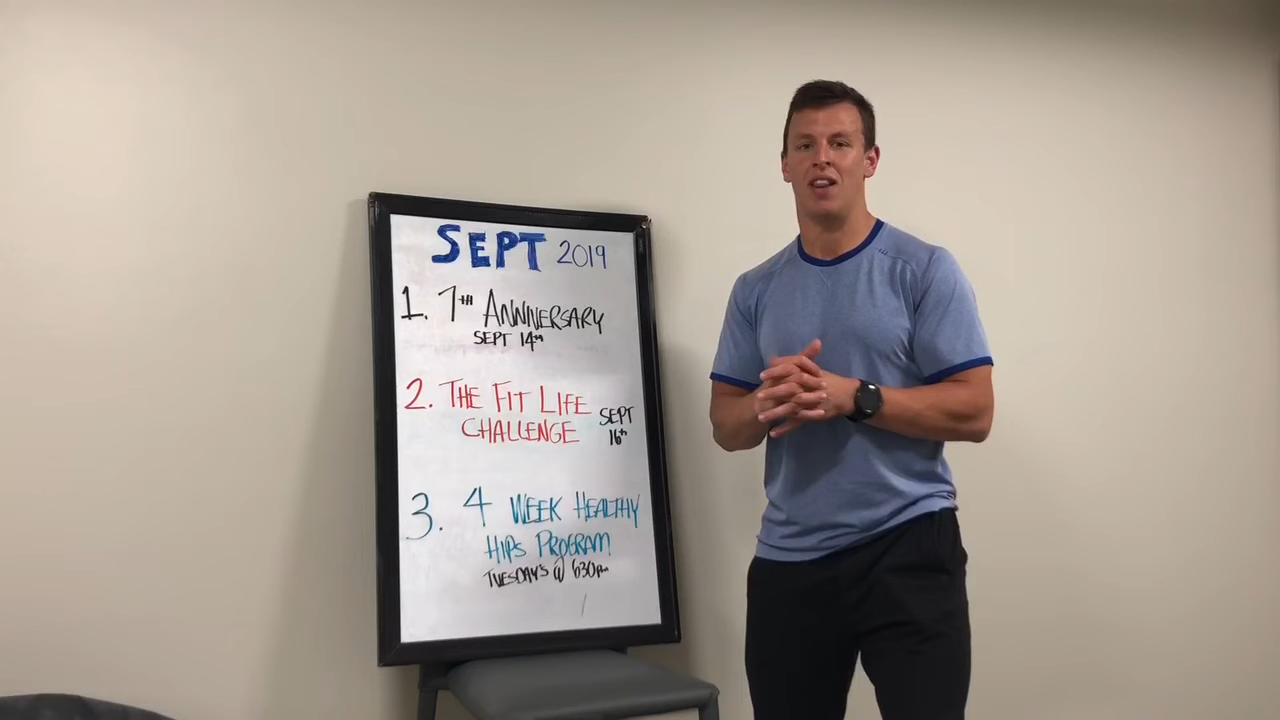 SEPT 2019
1. 7TH ANNIVERSARY
SEPT 14th
2. THE FIT LIFE
CHALLENGE
SEPT
16th
3. 4 WEEK HEALTHY
HIPS PROGRAM
TUESDAY'S @ 630pm